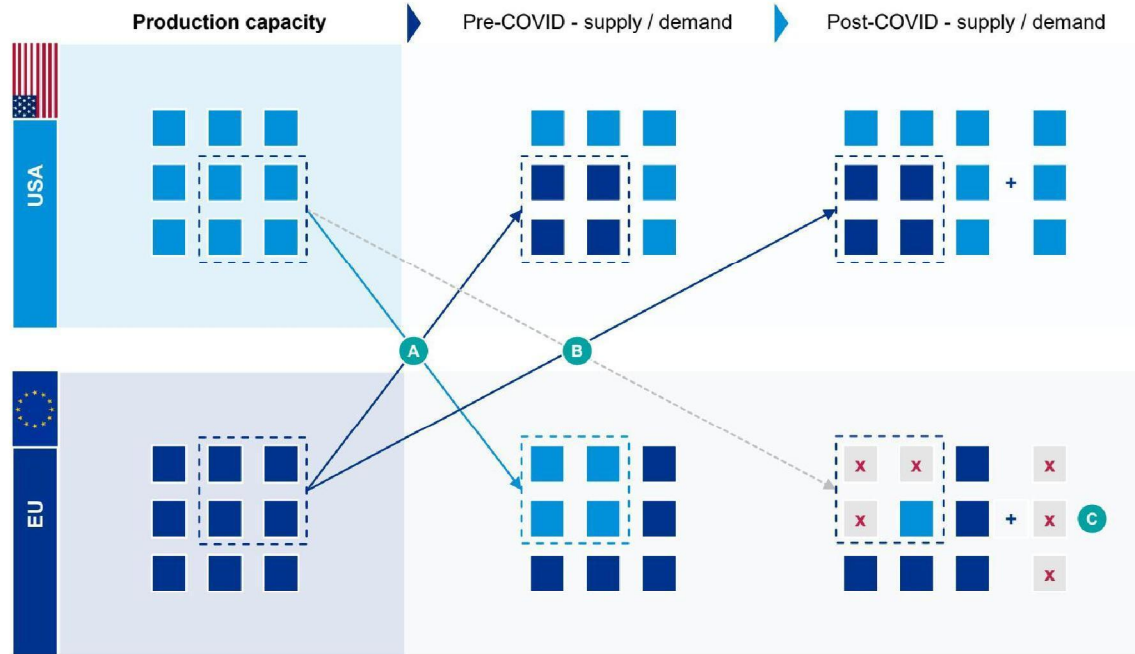 Production capacity
Pre-COVID - supply / demand
Post-COVID - supply / demand
USA
+
A
B
EU
x x x
x + x C
x